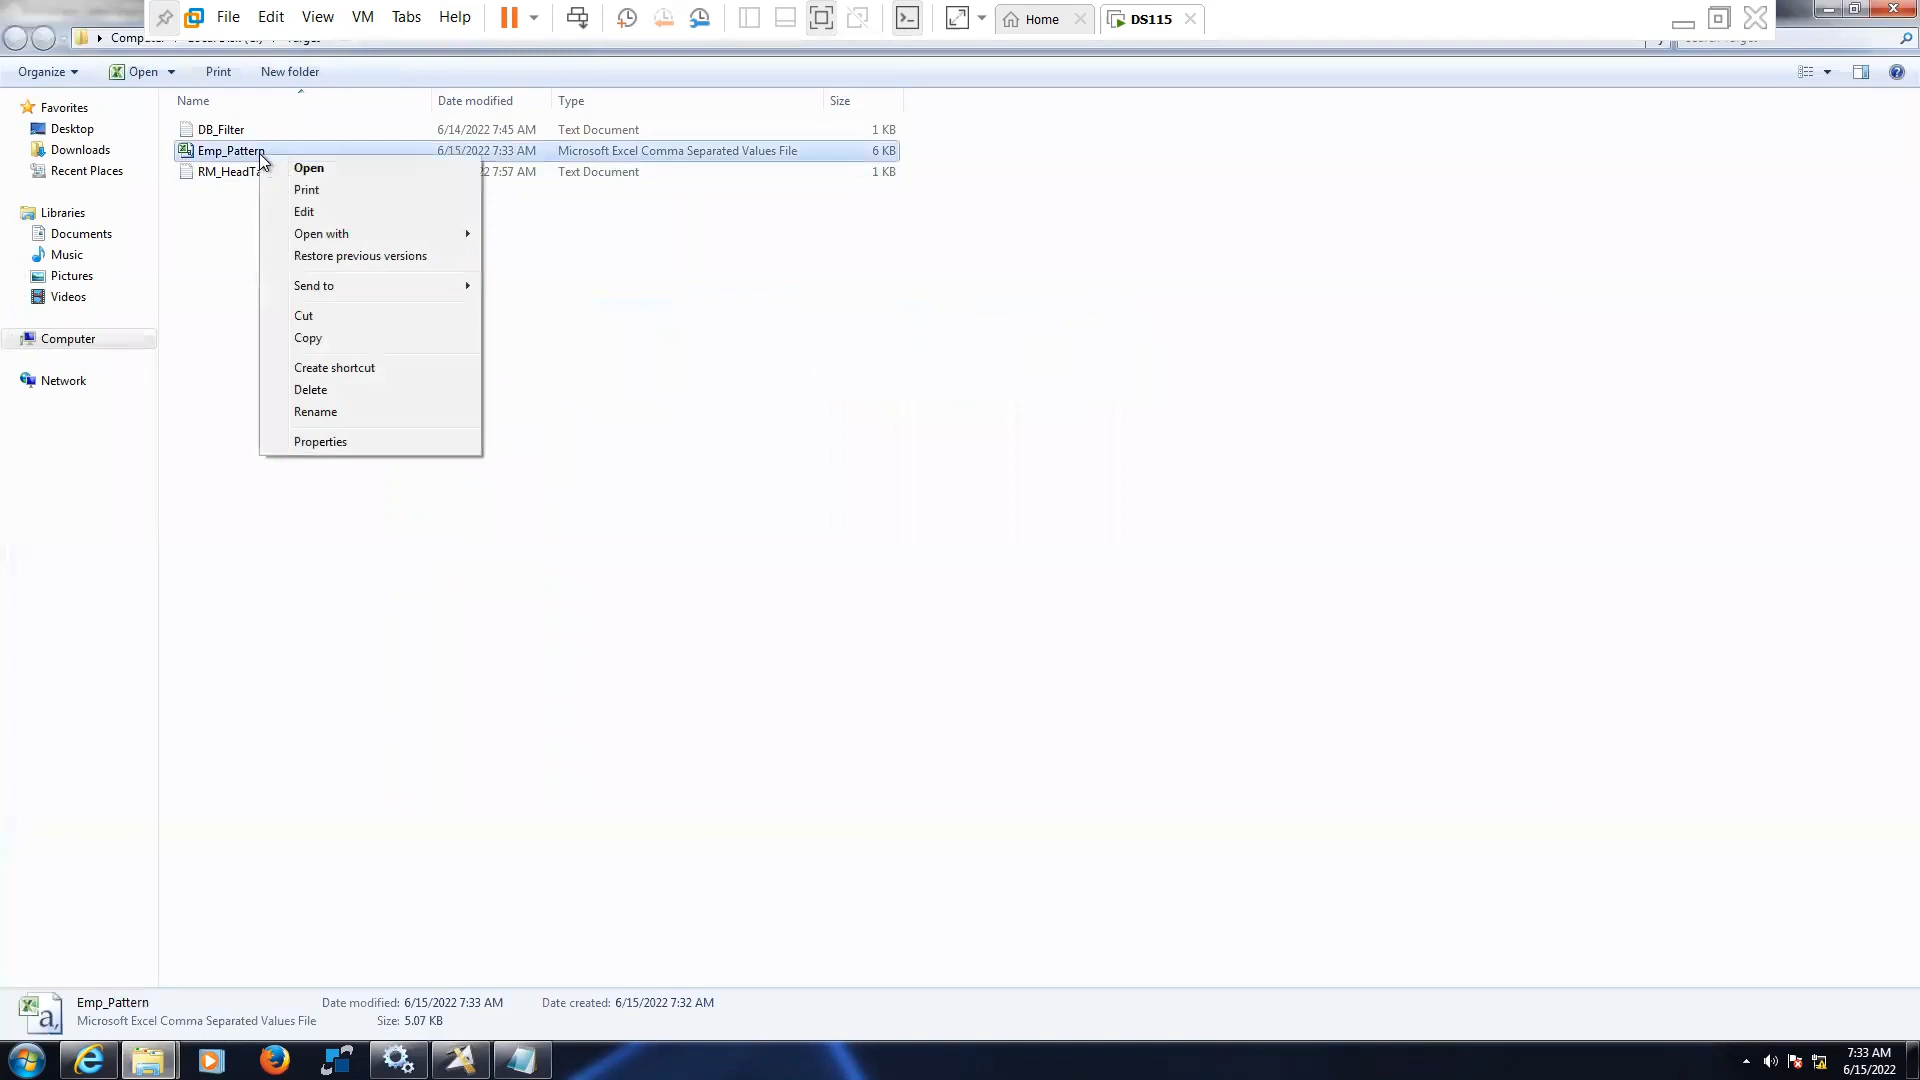 File Edit View VM Tabs Help Home DS115
Organize Open Print New folder
Name Date modified Type Size
Favorites
Desktop
Downloads
Recent Places
Libraries
Documents
Music
Pictures
Videos
Computer
Network
DB_Filter 6/14/2022 7:45 AM Text Document 1 KB
Emp_Pattern 6/15/2022 7:33 AM Microsoft Excel Comma Separated Values File 6 KB
7:57 AM Text Document 1 KB
Open
Print
Edit
Open with
Restore previous versions
Send to
Cut
Copy
Create shortcut
Delete
Rename
Properties
Emp_Pattern Date modified: 6/15/2022 7:33 AM Date created: 6/15/2022 7:32 AM
Microsoft Excel Comma Separated Values File Size: 5.07 KB
7:33 AM
6/15/2022